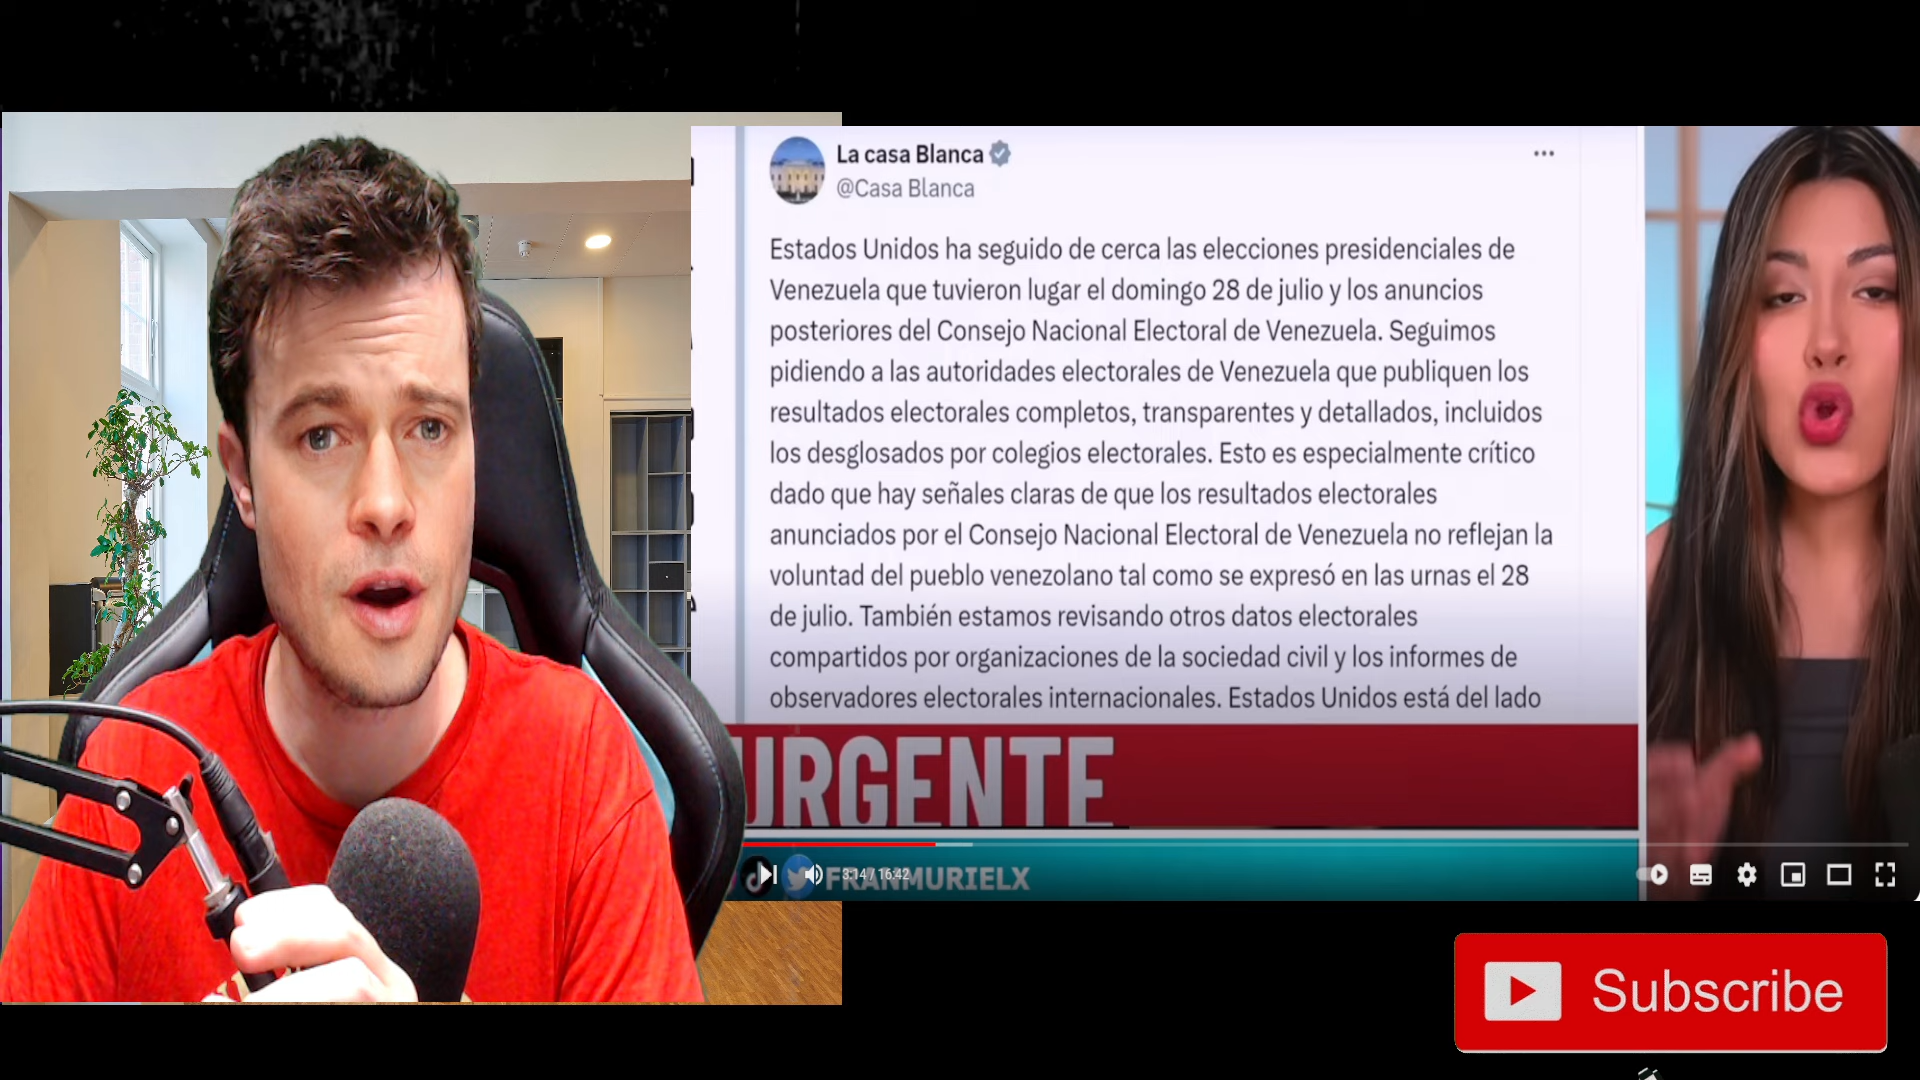 La casa Blanca
@Casa Blanca
Estados Unidos ha seguido de cerca las elecciones presidenciales de
Venezuela que tuvieron lugar el domingo 28 de julio y los anuncios
posteriores del Consejo Nacional Electoral de Venezuela. Seguimos
pidiendo a las autoridades electorales de Venezuela que publiquen los
resultados electorales completos, transparentes y detallados, incluidos
los desglosados por colegios electorales. Esto es especialmente crítico
dado que hay señales claras de que los resultados electorales
anunciados por el Consejo Nacional Electoral de Venezuela no reflejan la
voluntad del pueblo venezolano tal como se expresó en las urnas el 28
de julio. También estamos revisando otros datos electorales
compartidos por organizaciones de la sociedad civil y los informes de
observadores electorales internacionales. Estados Unidos está del lado
URGENTE
3:14 / 16:42
FRANMURIELX
Subscribe